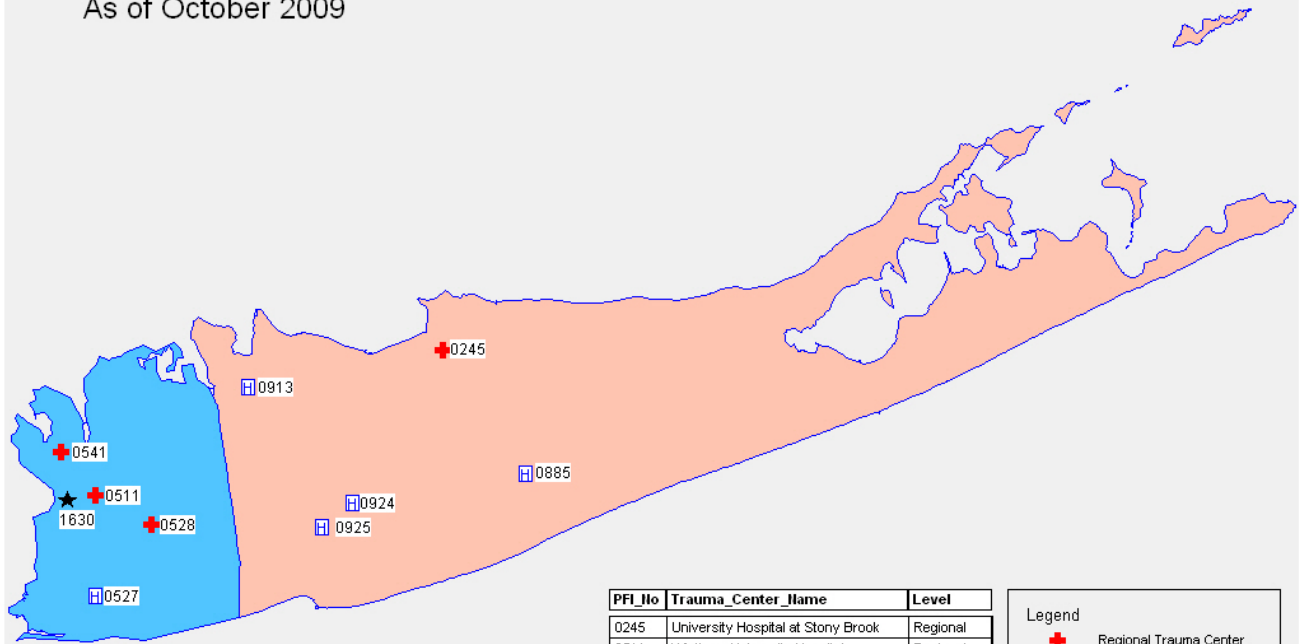 As of October 2009
0245
H 0913
0541
H 0885
0511
H 0924
1630
0528
H 0925
H 0527
PFI_No Trauma_Center_Name Level
Legend
0245 University Hospital at Stony Brook Regional
Regional Trauma Center